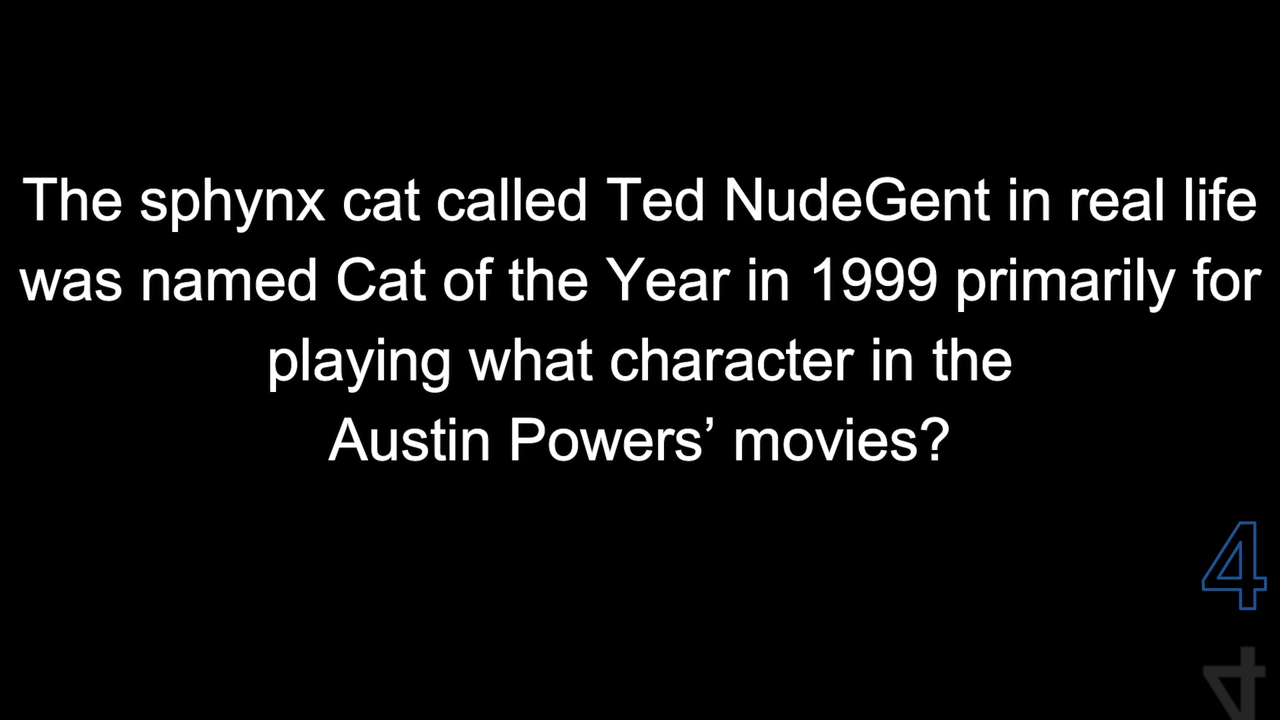 The sphynx cat called Ted NudeGent in real life
was named Cat of the Year in 1999 primarily for
playing what character in the
Austin Powers’ movies?
4